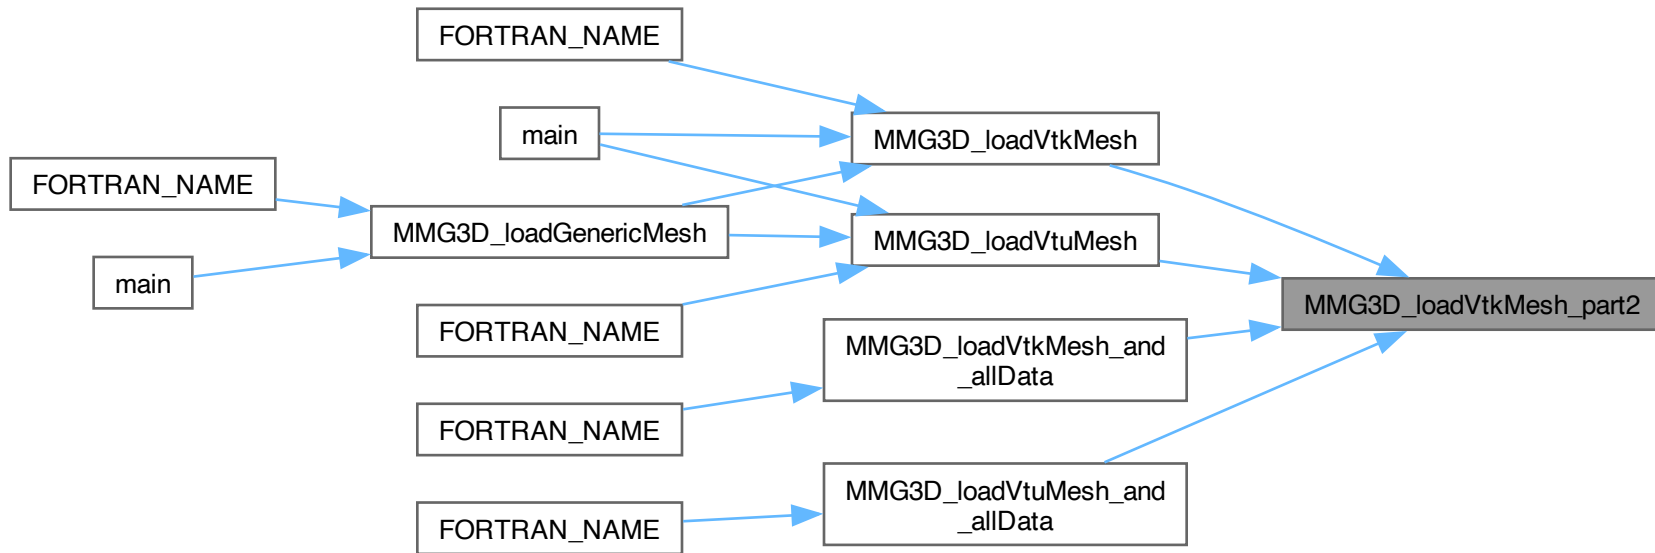 FORTRAN_NAME
main
MMG3D_loadVtkMesh
FORTRAN_NAME
MMG3D_loadGenericMesh
MMG3D_loadVtuMesh
main
MMG3D_loadVtkMesh_part2
FORTRAN_NAME
MMG3D_loadVtkMesh_and
_allData
FORTRAN_NAME
MMG3D_loadVtuMesh_and
_allData
FORTRAN_NAME